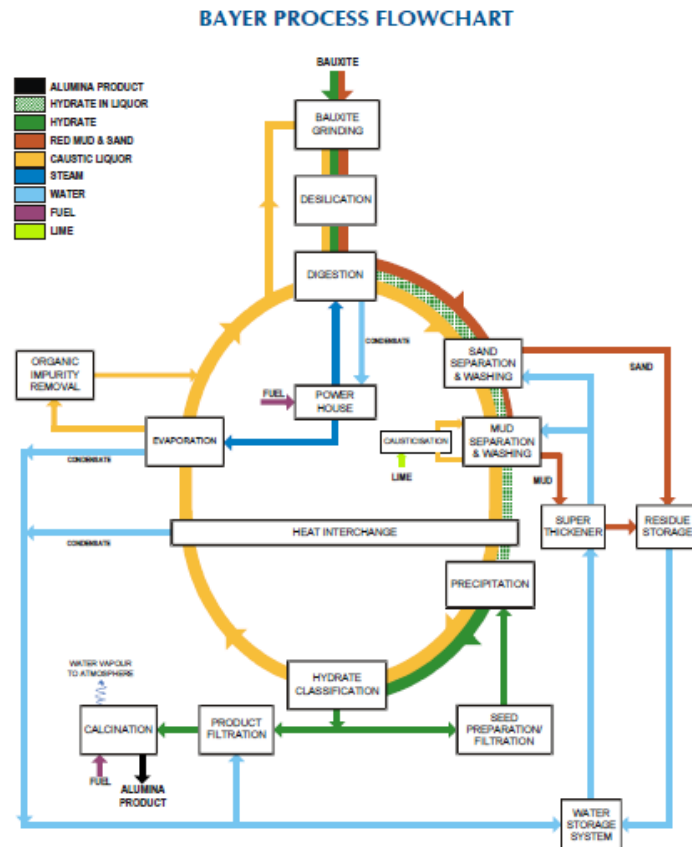 BAYER PROCESS FLOWCHART
BAUXITE
ALUMINA PRODUCT
HYDRATE IN LIQUOR
HYDRATE
RED MUD & SAND
CAUSTIC LIQUOR
STEAM
WATER
FUEL
LIME
BAUXITE
GRINDING
DESILICATION
DIGESTION
CONDENSATE
SAND
SEPARATION
& WASHING
SAND
ORGANIC
IMPURITY
REMOVAL
FUEL
POWER
HOUSE
EVAPORATION
CONDENSATE
CAUSTICISATION
LIME
MUD
SEPARATION
& WASHING
MUD
SUPER
THICKENER
RESIDUE
STORAGE
HEAT INTERCHANGE
CONDENSATE
PRECIPITATION
WATER VAPOUR
TO ATMOSPHERE
HYDRATE
CLASSIFICATION
CALCINATION
PRODUCT
FILTRATION
SEED
PREPARATION/
FILTRATION
FUEL
ALUMINA
PRODUCT
WATER
STORAGE
SYSTEM